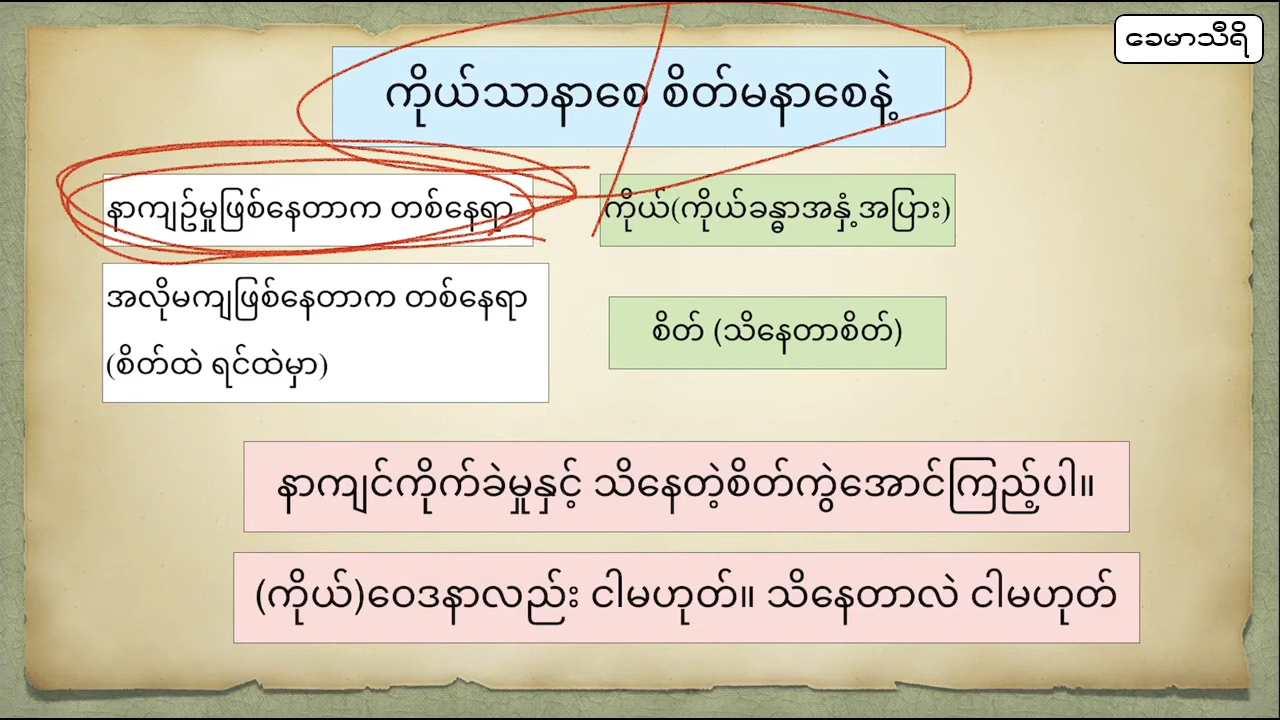 ခေမာသီရိ
ကိုယ်သာနာစေ စိတ်မနာစေနဲ့
နာကျဥ်မှုဖြစ်နေတာက တစ်နေရာ
ကိုယ်(ကိုယ်ခန္ဓာအနှံ့အပြား)
အလိုမကျဖြစ်နေတာက တစ်နေရာ
(စိတ်ထဲ ရင်ထဲမှာ)
စိတ် (သိနေတာစိတ်)
နာကျင်ကိုက်ခဲမှုနှင့် သိနေတဲ့စိတ်ကွဲအောင်ကြည့်ပါ။
(ကိုယ်)ဝေဒနာလည်း ငါမဟုတ်။ သိနေတာလဲ ငါမဟုတ်